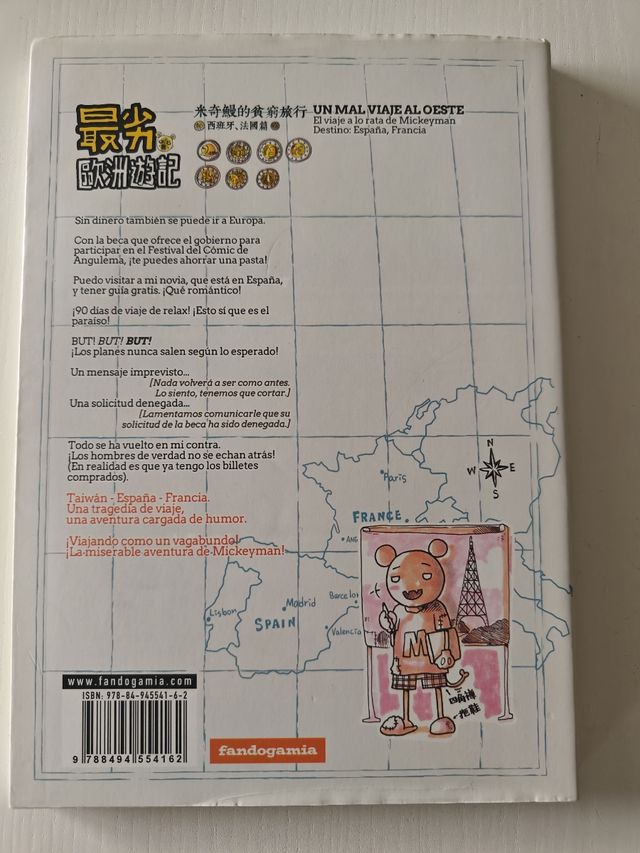 最劣
歐洲遊記
米奇鰻的貧窮旅行
西班牙、法國篇
UN MAL VIAJE AL OESTE
El viaje a lo rata de Mickeyman
Destino: España, Francia
Sin dinero también se puede ir a Europa.
Con la beca que ofrece el gobierno para
participar en el Festival del Cómic de
Angulema, ¡te puedes ahorrar una pasta!
Puedo visitar a mi novia, que está en España,
y tener guía gratis. ¡Qué romántico!
¡90 días de viaje de relax! ¡Esto sí que es el
paraíso!
BUT! BUT! BUT!
¡Los planes nunca salen según lo esperado!
Un mensaje imprevisto...
[Nada volverá a ser como antes.
Lo siento, tenemos que cortar.]
Una solicitud denegada...
[Lamentamos comunicarle que su
solicitud de la beca ha sido denegada.]
Todo se ha vuelto en mi contra.
¡Los hombres de verdad no se echan atrás!
(En realidad es que ya tengo los billetes
comprados).
Taiwán - España - Francia.
Una tragedia de viaje,
una aventura cargada de humor.
¡Viajando como un vagabundo!
¡La miserable aventura de Mickeyman!
N
W E
S
Paris
FRANCE
ANG
Barcelo
Madrid
Lisbon
SPAIN
Valencia
M
四角褲
拖鞋
www.fandogamia.com
ISBN: 978-84-945541-6-2
9 788494 554162
fandogamia